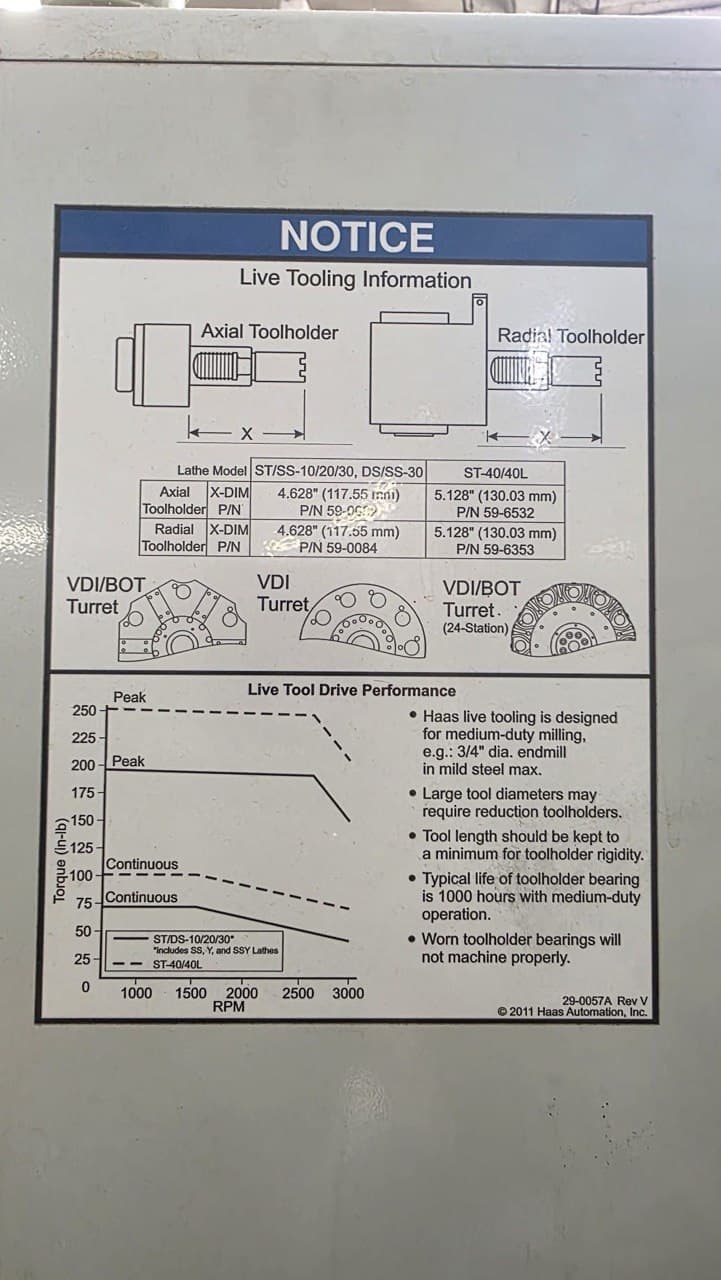 NOTICE
Live Tooling Information
Axial Toolholder
Radial Toolholder
X
X
Lathe Model ST/SS-10/20/30, DS/SS-30 ST-40/40L
Axial Toolholder X-DIM 4.628" (117.55 mm) 5.128" (130.03 mm)
P/N P/N P/N 59-6532
Radial Toolholder X-DIM 4.628" (117.55 mm) 5.128" (130.03 mm)
P/N P/N 59-0084 P/N 59-6353
VDI/BOT
Turret
VDI
Turret
VDI/BOT
Turret
(24-Station)
Live Tool Drive Performance
Torque (in-lb)
250
225
200
175
150
125
100
75
50
25
0
Peak
Peak
Continuous
Continuous
ST/DS-10/20/30*
*includes SS, Y, and SSY Lathes
ST-40/40L
1000 1500 2000 2500 3000
RPM
• Haas live tooling is designed
for medium-duty milling,
e.g.: 3/4" dia. endmill
in mild steel max.
• Large tool diameters may
require reduction toolholders.
• Tool length should be kept to
a minimum for toolholder rigidity.
• Typical life of toolholder bearing
is 1000 hours with medium-duty
operation.
• Worn toolholder bearings will
not machine properly.
29-0057A Rev V
© 2011 Haas Automation, Inc.